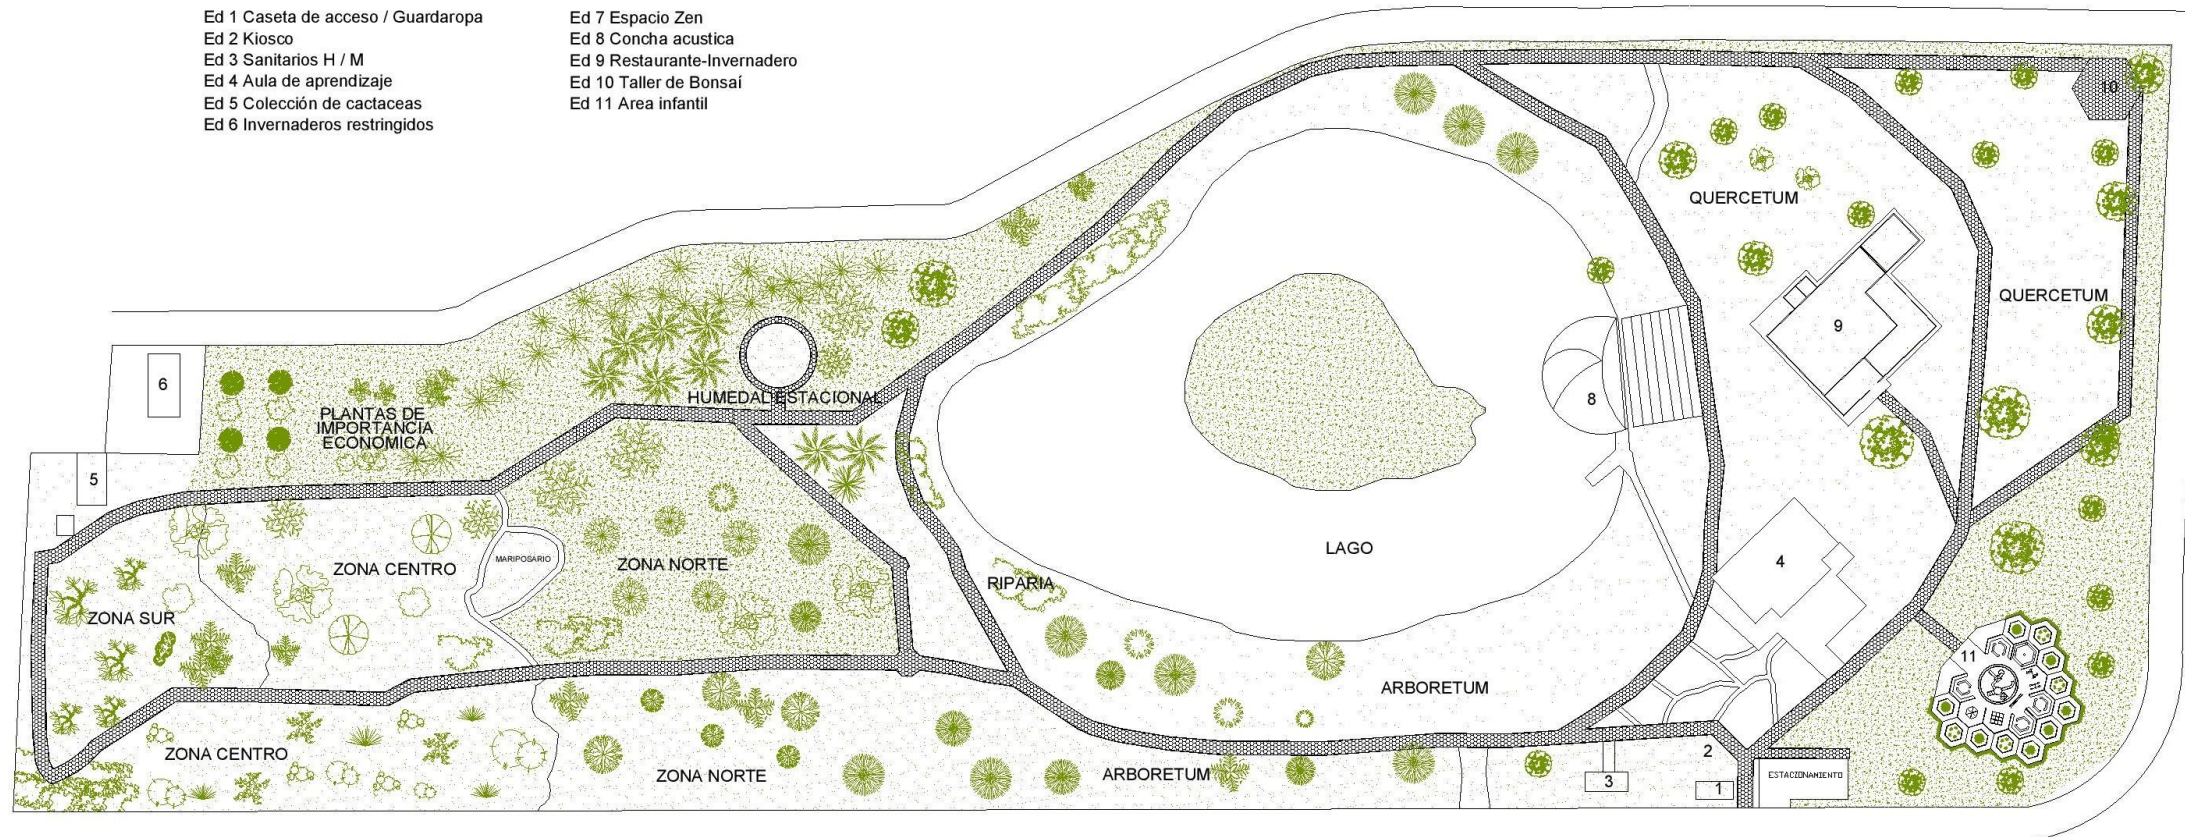 Ed 1 Caseta de acceso / Guardaropa
Ed 2 Kiosco
Ed 3 Sanitarios H / M
Ed 4 Aula de aprendizaje
Ed 5 Colección de cactaceas
Ed 6 Invernaderos restringidos
Ed 7 Espacio Zen
Ed 8 Concha acustica
Ed 9 Restaurante-Invernadero
Ed 10 Taller de Bonsaí
Ed 11 Area infantil
10
QUERCETUM
QUERCETUM
9
6
HUMEDAL ESTACIONAL
8
PLANTAS DE
IMPORTANCIA
ECONOMICA
5
LAGO
MARIPOSARIO
ZONA CENTRO
ZONA NORTE
4
RIPARIA
ZONA SUR
11
ARBORETUM
ZONA CENTRO
2
ZONA NORTE
ARBORETUM
ESTACIONAMIENTO
3
1